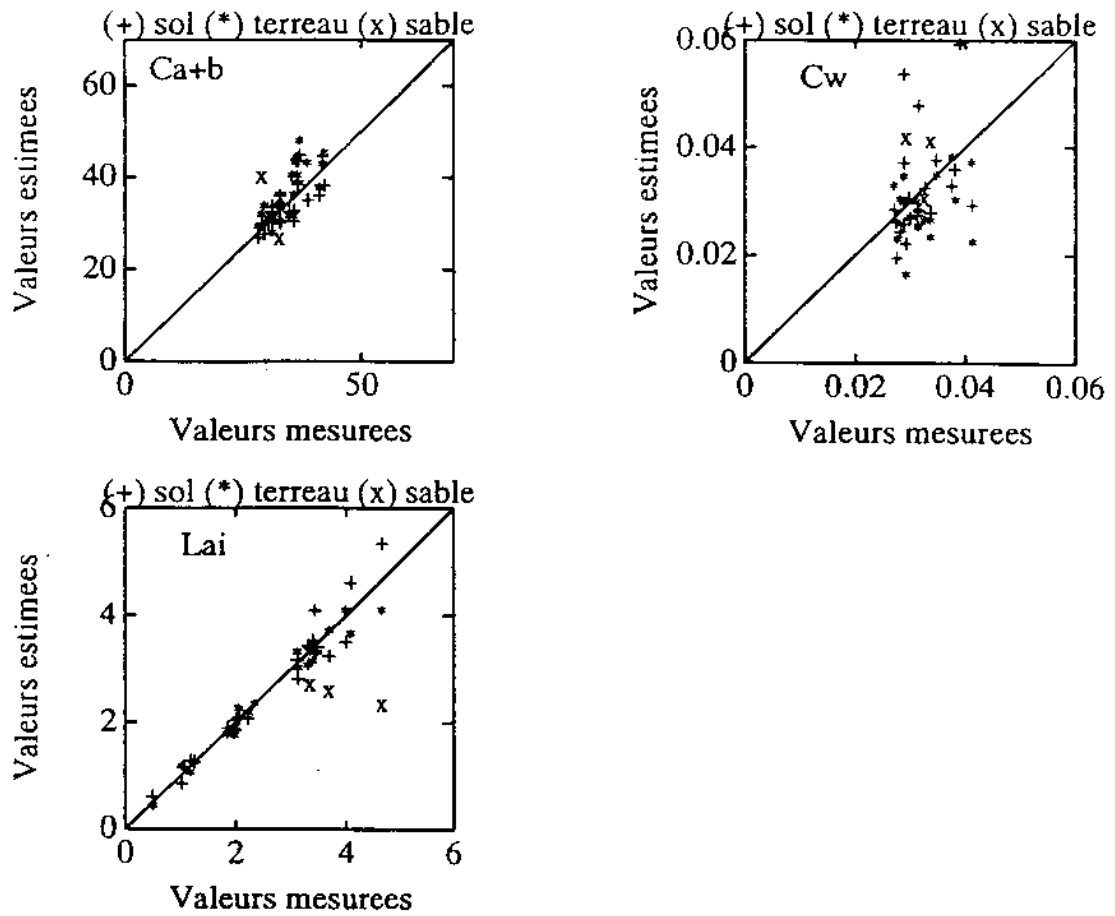 (+) sol (*) terreau (x) sable
Ca+b
Valeurs estimees
60
40
20
0
0
50
Valeurs mesurees
(+) sol (*) terreau (x) sable
Cw
Valeurs estimees
0.06
0.04
0.02
0
0
0.02
0.04
0.06
Valeurs mesurees
(+) sol (*) terreau (x) sable
Lai
Valeurs estimees
6
4
2
0
0
2
4
6
Valeurs mesurees